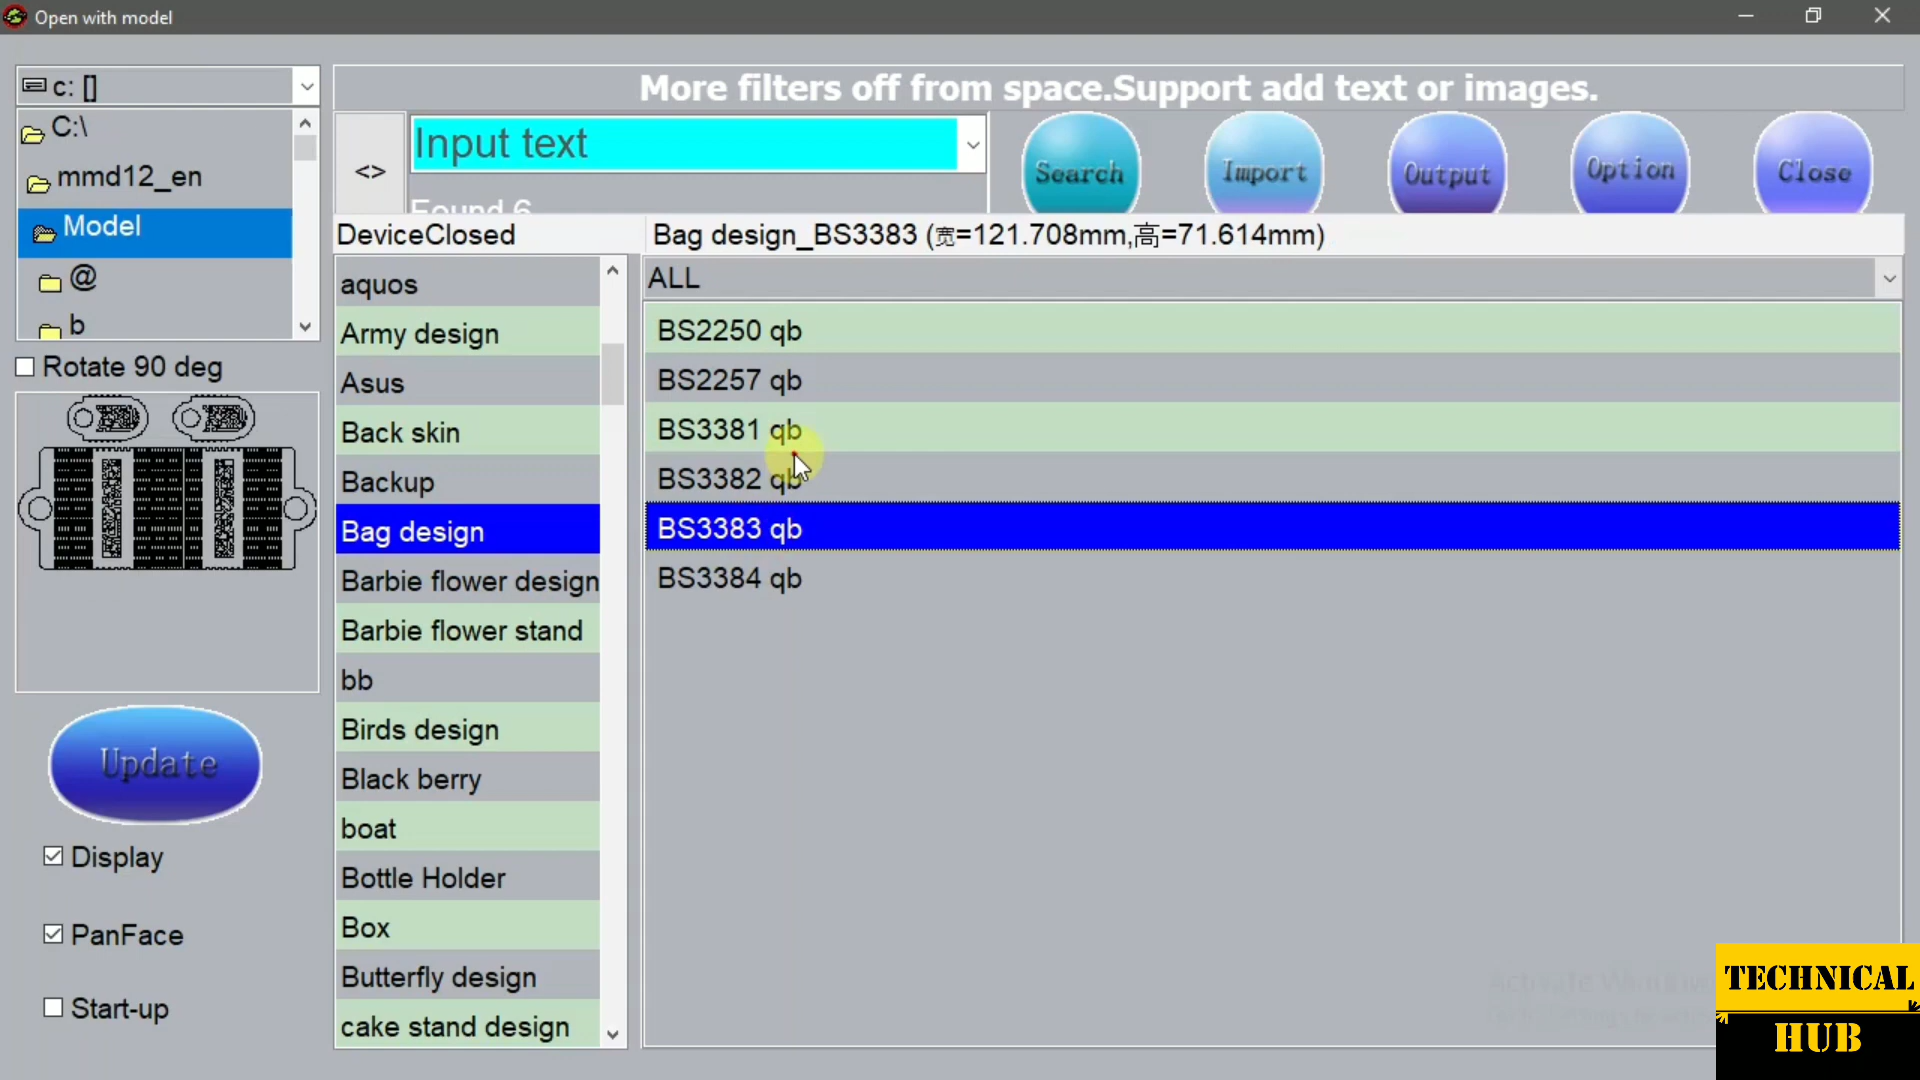 Open with model
c: []
More filters off from space.Support add text or images.
C:\
mmd12_en
Model
@
b
<>
Input text
Found 6
Search
Import
Output
Option
Close
DeviceClosed
Bag design_BS3383 (宽=121.708mm,高=71.614mm)
ALL
Rotate 90 deg
Update
Display
PanFace
Start-up
aquos
Army design
Asus
Back skin
Backup
Bag design
Barbie flower design
Barbie flower stand
bb
Birds design
Black berry
boat
Bottle Holder
Box
Butterfly design
cake stand design
BS2250 qb
BS2257 qb
BS3381 qb
BS3382 qb
BS3383 qb
BS3384 qb
TECHNICAL
HUB